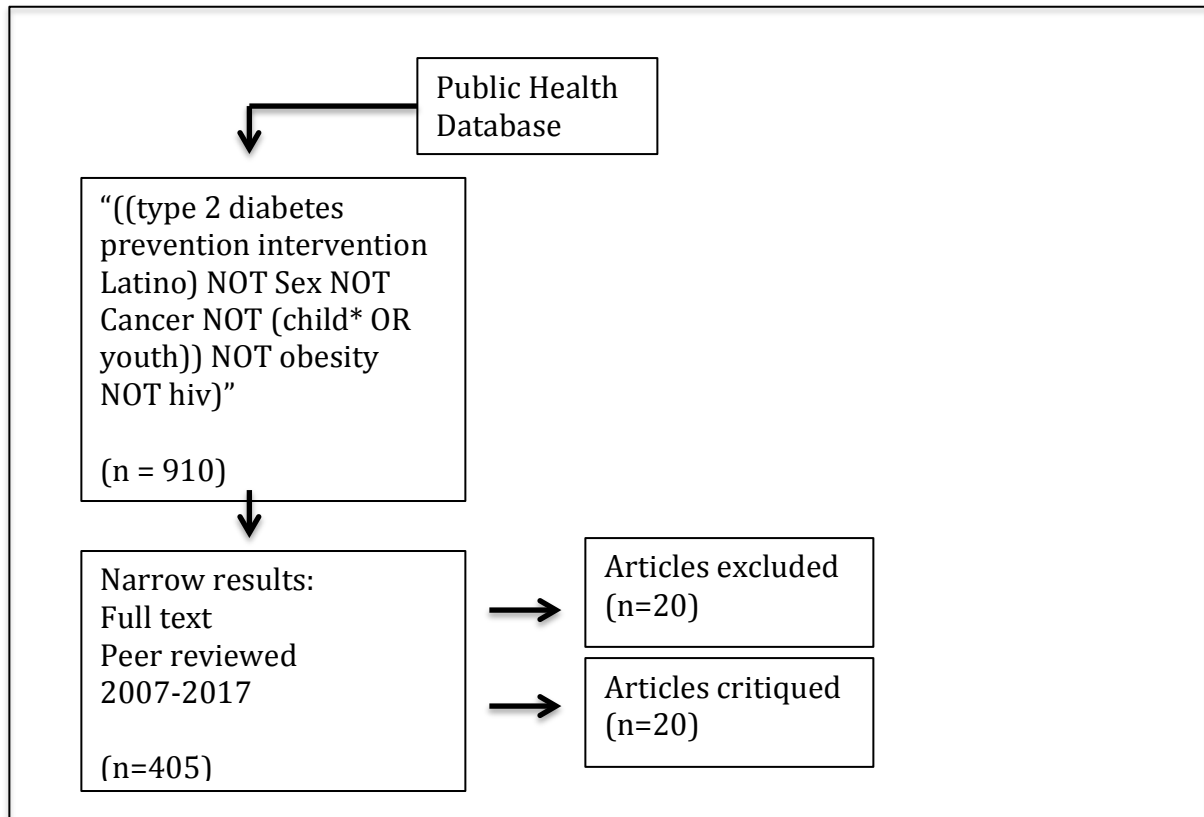 Public Health
Database
“((type 2 diabetes
prevention intervention
Latino) NOT Sex NOT
Cancer NOT (child* OR
youth)) NOT obesity
NOT hiv)”
(n = 910)
Narrow results:
Full text
Peer reviewed
2007-2017
(n=405)
Articles excluded
(n=20)
Articles critiqued
(n=20)